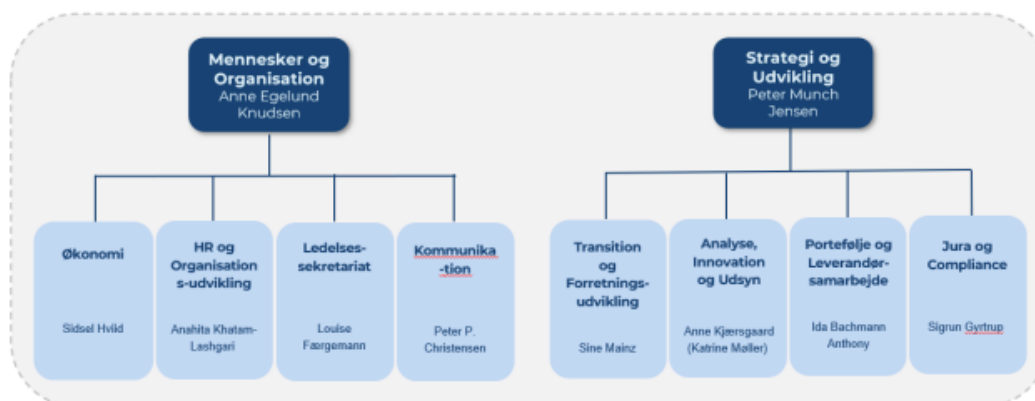 Mennesker og
Organisation
Anne Egelund
Knudsen
Strategi og
Udvikling
Peter Munch
Jensen
Økonomi
Sidsel Hviid
HR og
Organisation
s-udvikling
Anahita Khatam-
Lashgari
Ledelses-
sekretariat
Louise
Færgemann
Kommunika
-tion
Peter P.
Christensen
Transition
og
Forretnings-
udvikling
Sine Mainz
Analyse,
Innovation
og Udsyn
Anne Kjærsgaard
(Katrine Møller)
Portefølje og
Leverandør-
samarbejde
Ida Bachmann
Anthony
Jura og
Compliance
Sigrun Gyrtrup